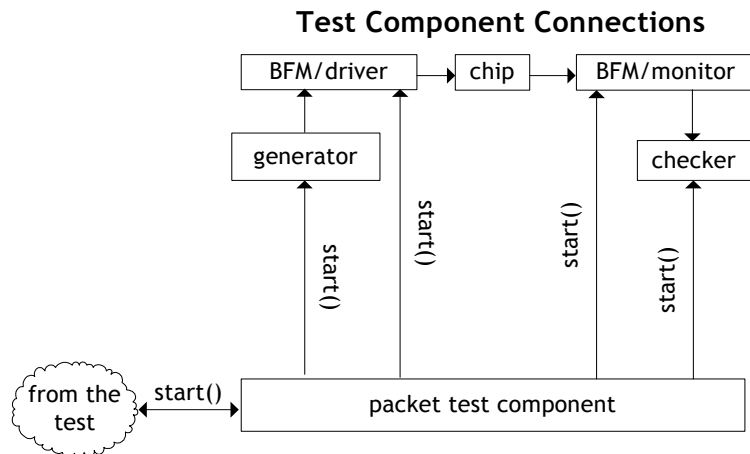 Test Component Connections
BFM/driver
chip
BFM/monitor
generator
checker
start()
start()
start()
start()
from the
test
start()
packet test component